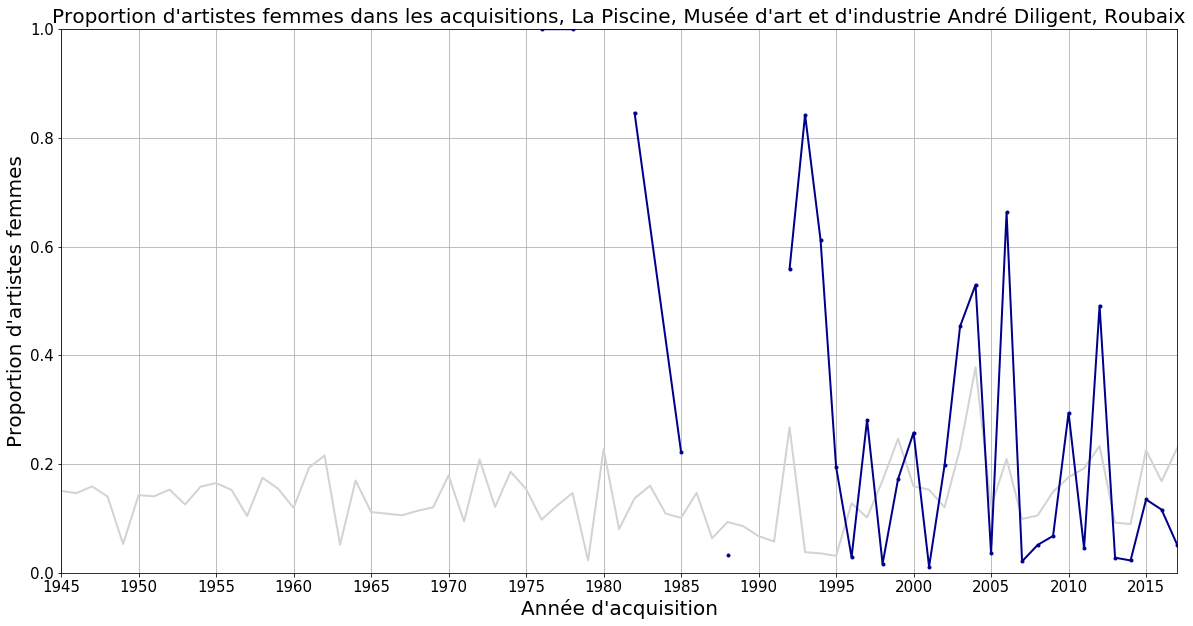 Proportion d'artistes femmes dans les acquisitions, La Piscine, Musée d'art et d'industrie André Diligent, Roubaix
Proportion d'artistes femmes
1.0
0.8
0.6
0.4
0.2
0.0
1945 1950 1955 1960 1965 1970 1975 1980 1985 1990 1995 2000 2005 2010 2015
Année d'acquisition